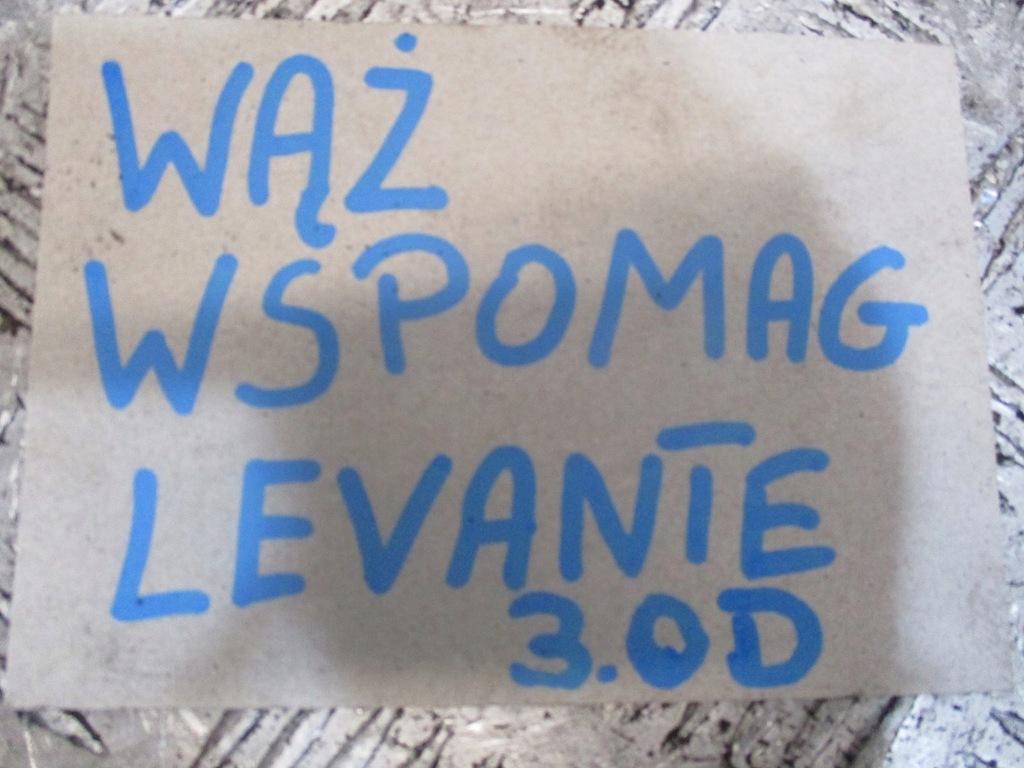 WĄŻ
WSPOMAG
LEVANTE
3.0D